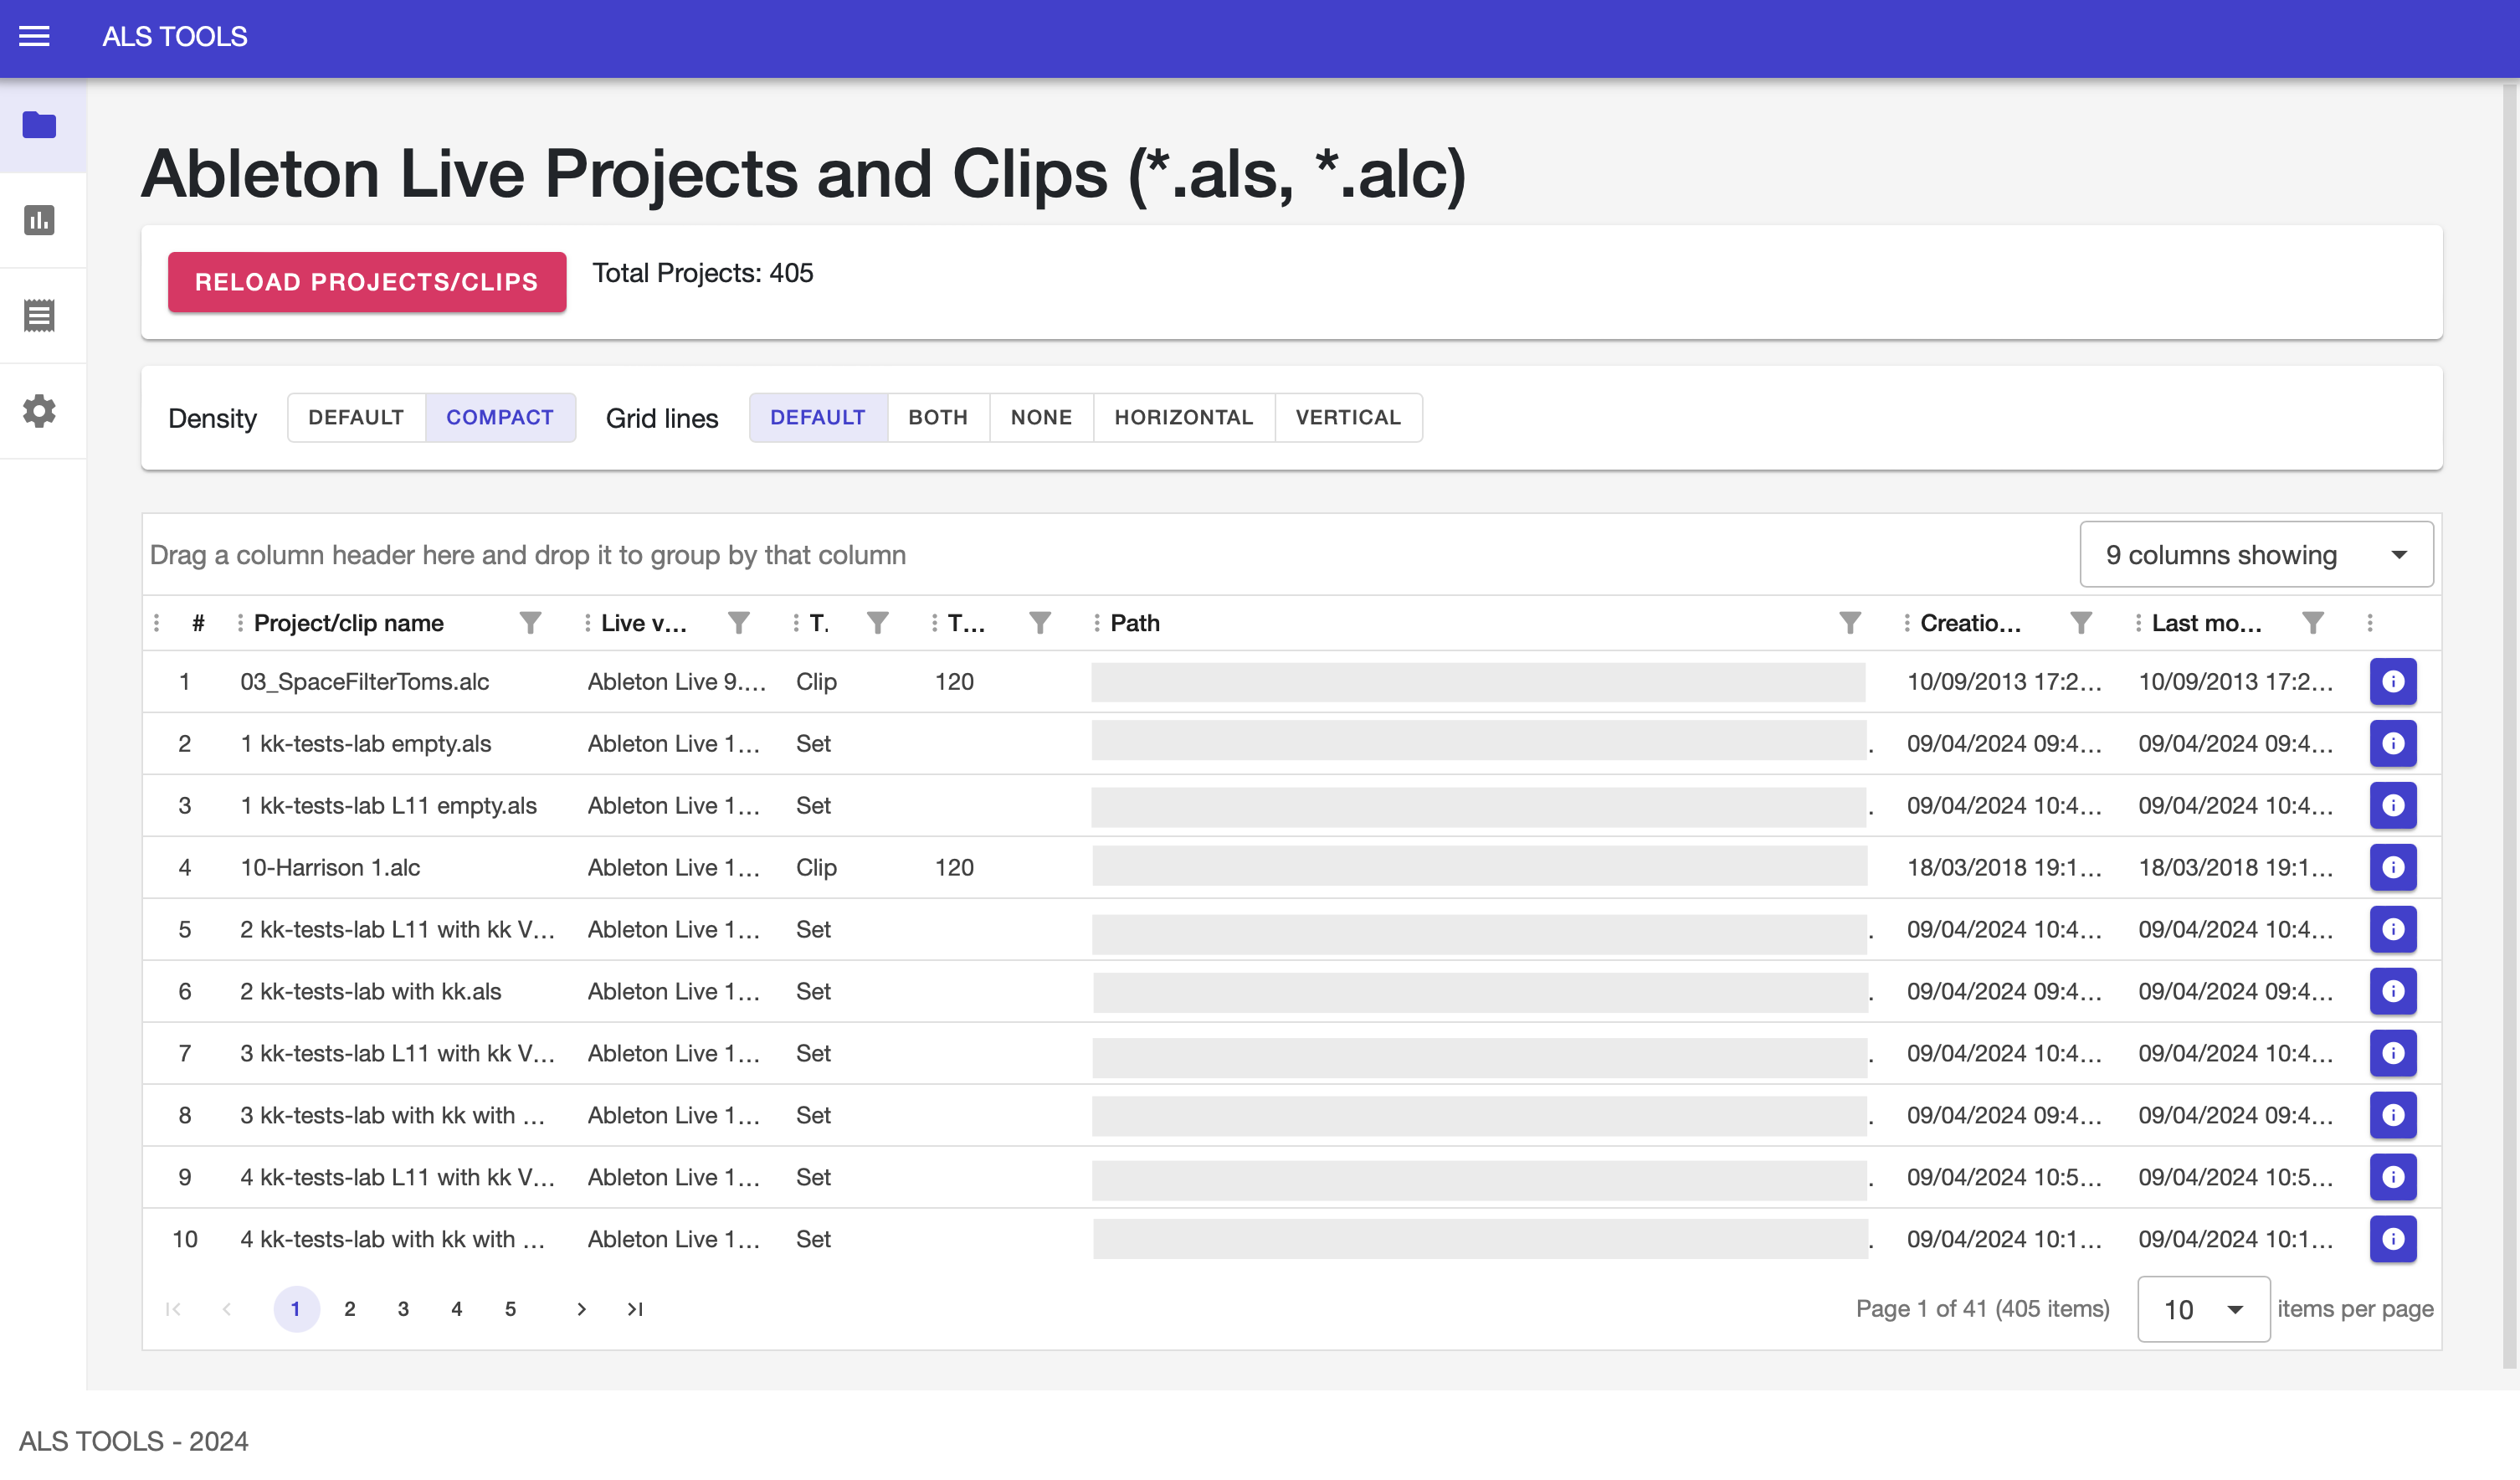 ALS TOOLS
Ableton Live Projects and Clips (*.als, *.alc)
RELOAD PROJECTS/CLIPS Total Projects: 405
Density DEFAULT COMPACT Grid lines DEFAULT BOTH NONE HORIZONTAL VERTICAL
Drag a column header here and drop it to group by that column 9 columns showing
# Project/clip name Live v... T. T... Path Creatio... Last mo...
1 03_SpaceFilterToms.alc Ableton Live 9.... Clip 120 10/09/2013 17:2... 10/09/2013 17:2...
2 1 kk-tests-lab empty.als Ableton Live 1... Set . 09/04/2024 09:4... 09/04/2024 09:4...
3 1 kk-tests-lab L11 empty.als Ableton Live 1... Set . 09/04/2024 10:4... 09/04/2024 10:4...
4 10-Harrison 1.alc Ableton Live 1... Clip 120 18/03/2018 19:1... 18/03/2018 19:1...
5 2 kk-tests-lab L11 with kk V... Ableton Live 1... Set . 09/04/2024 10:4... 09/04/2024 10:4...
6 2 kk-tests-lab with kk.als Ableton Live 1... Set . 09/04/2024 09:4... 09/04/2024 09:4...
7 3 kk-tests-lab L11 with kk V... Ableton Live 1... Set . 09/04/2024 10:4... 09/04/2024 10:4...
8 3 kk-tests-lab with kk with ... Ableton Live 1... Set . 09/04/2024 09:4... 09/04/2024 09:4...
9 4 kk-tests-lab L11 with kk V... Ableton Live 1... Set . 09/04/2024 10:5... 09/04/2024 10:5...
10 4 kk-tests-lab with kk with ... Ableton Live 1... Set . 09/04/2024 10:1... 09/04/2024 10:1...
1 2 3 4 5 Page 1 of 41 (405 items) 10 items per page
ALS TOOLS - 2024